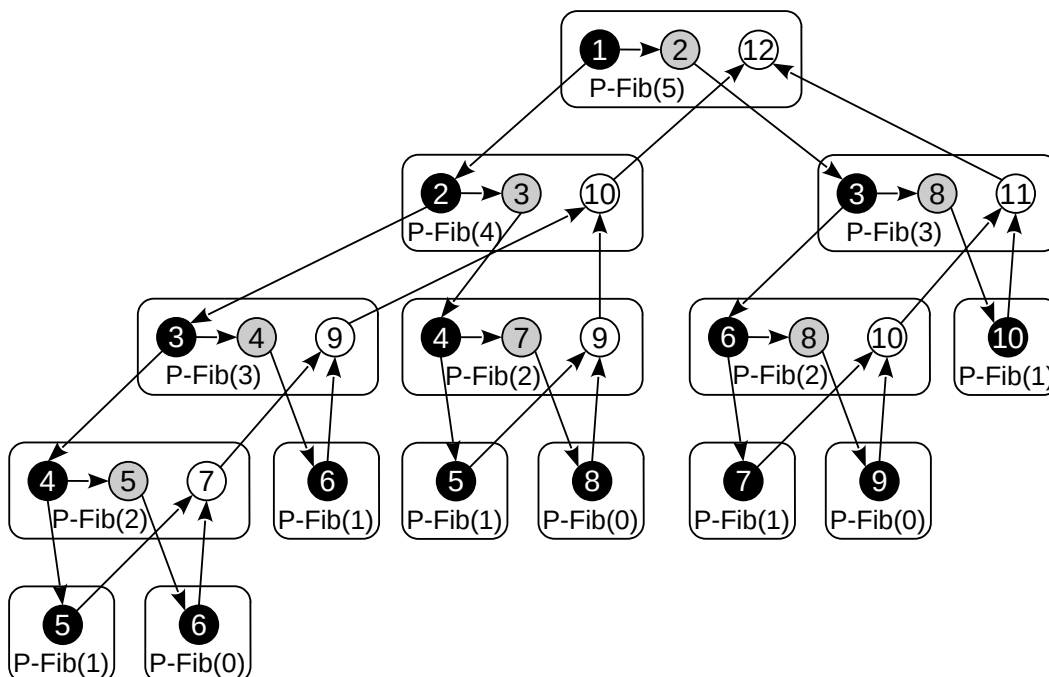 1 2 12
P-Fib(5)
2 3 10
P-Fib(4)
3 8 11
P-Fib(3)
3 4 9
P-Fib(3)
4 7 9
P-Fib(2)
6 8 10
P-Fib(2)
10
P-Fib(1)
4 5 7
P-Fib(2)
6
P-Fib(1)
5
P-Fib(1)
8
P-Fib(0)
7
P-Fib(1)
9
P-Fib(0)
5
P-Fib(1)
6
P-Fib(0)